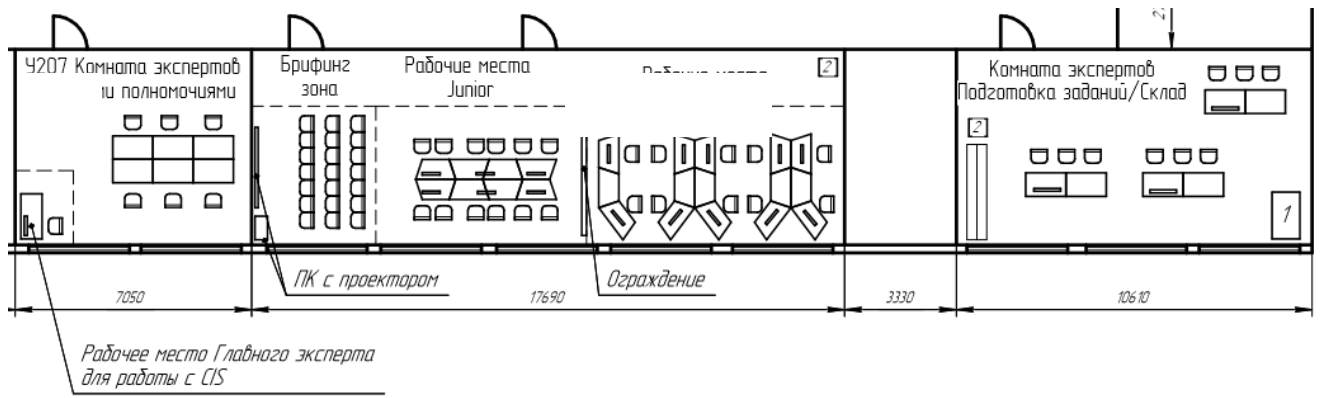 У207 Комната экспертов
полномочиями
Брифинг
зона
Рабочие места
Junior
2
Комната экспертов
Подготовка заданий/Склад
2
1
ПК с проектором
Ограждение
7050
17690
3330
10610
Рабочее место Главного эксперта
для работы с CIS